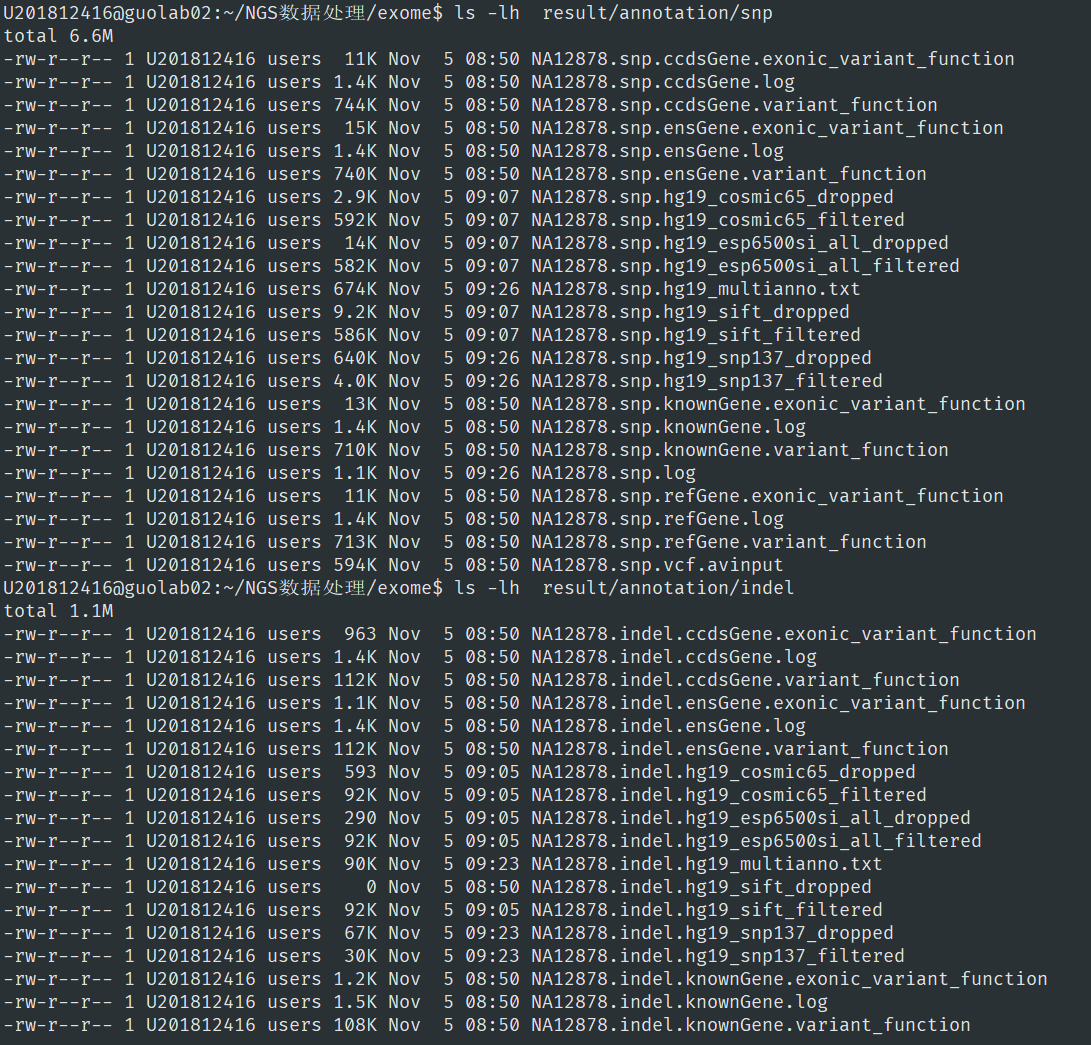 U201812416@guolab02:~/NGS数据处理/exome$ ls -lh  result/annotation/snp
total 6.6M
-rw-r--r-- 1 U201812416 users  11K Nov  5 08:50 NA12878.snp.ccdsGene.exonic_variant_function
-rw-r--r-- 1 U201812416 users 1.4K Nov  5 08:50 NA12878.snp.ccdsGene.log
-rw-r--r-- 1 U201812416 users 744K Nov  5 08:50 NA12878.snp.ccdsGene.variant_function
-rw-r--r-- 1 U201812416 users  15K Nov  5 08:50 NA12878.snp.ensGene.exonic_variant_function
-rw-r--r-- 1 U201812416 users 1.4K Nov  5 08:50 NA12878.snp.ensGene.log
-rw-r--r-- 1 U201812416 users 740K Nov  5 08:50 NA12878.snp.ensGene.variant_function
-rw-r--r-- 1 U201812416 users 2.9K Nov  5 09:07 NA12878.snp.hg19_cosmic65_dropped
-rw-r--r-- 1 U201812416 users 592K Nov  5 09:07 NA12878.snp.hg19_cosmic65_filtered
-rw-r--r-- 1 U201812416 users  14K Nov  5 09:07 NA12878.snp.hg19_esp6500si_all_dropped
-rw-r--r-- 1 U201812416 users 582K Nov  5 09:07 NA12878.snp.hg19_esp6500si_all_filtered
-rw-r--r-- 1 U201812416 users 674K Nov  5 09:26 NA12878.snp.hg19_multianno.txt
-rw-r--r-- 1 U201812416 users 9.2K Nov  5 09:07 NA12878.snp.hg19_sift_dropped
-rw-r--r-- 1 U201812416 users 586K Nov  5 09:07 NA12878.snp.hg19_sift_filtered
-rw-r--r-- 1 U201812416 users 640K Nov  5 09:26 NA12878.snp.hg19_snp137_dropped
-rw-r--r-- 1 U201812416 users 4.0K Nov  5 09:26 NA12878.snp.hg19_snp137_filtered
-rw-r--r-- 1 U201812416 users  13K Nov  5 08:50 NA12878.snp.knownGene.exonic_variant_function
-rw-r--r-- 1 U201812416 users 1.4K Nov  5 08:50 NA12878.snp.knownGene.log
-rw-r--r-- 1 U201812416 users 710K Nov  5 08:50 NA12878.snp.knownGene.variant_function
-rw-r--r-- 1 U201812416 users 1.1K Nov  5 09:26 NA12878.snp.log
-rw-r--r-- 1 U201812416 users  11K Nov  5 08:50 NA12878.snp.refGene.exonic_variant_function
-rw-r--r-- 1 U201812416 users 1.4K Nov  5 08:50 NA12878.snp.refGene.log
-rw-r--r-- 1 U201812416 users 713K Nov  5 08:50 NA12878.snp.refGene.variant_function
-rw-r--r-- 1 U201812416 users 594K Nov  5 08:50 NA12878.snp.vcf.avinput
U201812416@guolab02:~/NGS数据处理/exome$ ls -lh  result/annotation/indel
total 1.1M
-rw-r--r-- 1 U201812416 users  963 Nov  5 08:50 NA12878.indel.ccdsGene.exonic_variant_function
-rw-r--r-- 1 U201812416 users 1.4K Nov  5 08:50 NA12878.indel.ccdsGene.log
-rw-r--r-- 1 U201812416 users 112K Nov  5 08:50 NA12878.indel.ccdsGene.variant_function
-rw-r--r-- 1 U201812416 users 1.1K Nov  5 08:50 NA12878.indel.ensGene.exonic_variant_function
-rw-r--r-- 1 U201812416 users 1.4K Nov  5 08:50 NA12878.indel.ensGene.log
-rw-r--r-- 1 U201812416 users 112K Nov  5 08:50 NA12878.indel.ensGene.variant_function
-rw-r--r-- 1 U201812416 users  593 Nov  5 09:05 NA12878.indel.hg19_cosmic65_dropped
-rw-r--r-- 1 U201812416 users  92K Nov  5 09:05 NA12878.indel.hg19_cosmic65_filtered
-rw-r--r-- 1 U201812416 users  290 Nov  5 09:05 NA12878.indel.hg19_esp6500si_all_dropped
-rw-r--r-- 1 U201812416 users  92K Nov  5 09:05 NA12878.indel.hg19_esp6500si_all_filtered
-rw-r--r-- 1 U201812416 users  90K Nov  5 09:23 NA12878.indel.hg19_multianno.txt
-rw-r--r-- 1 U201812416 users    0 Nov  5 08:50 NA12878.indel.hg19_sift_dropped
-rw-r--r-- 1 U201812416 users  92K Nov  5 09:05 NA12878.indel.hg19_sift_filtered
-rw-r--r-- 1 U201812416 users  67K Nov  5 09:23 NA12878.indel.hg19_snp137_dropped
-rw-r--r-- 1 U201812416 users  30K Nov  5 09:23 NA12878.indel.hg19_snp137_filtered
-rw-r--r-- 1 U201812416 users 1.2K Nov  5 08:50 NA12878.indel.knownGene.exonic_variant_function
-rw-r--r-- 1 U201812416 users 1.5K Nov  5 08:50 NA12878.indel.knownGene.log
-rw-r--r-- 1 U201812416 users 108K Nov  5 08:50 NA12878.indel.knownGene.variant_function